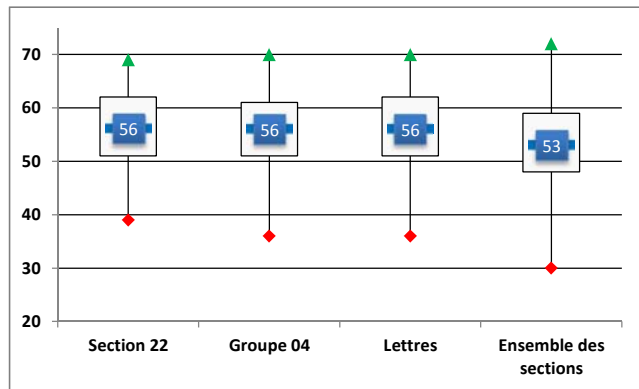 70
60
50
40
30
20
56
56
56
53
Section 22
Groupe 04
Lettres
Ensemble des
sections